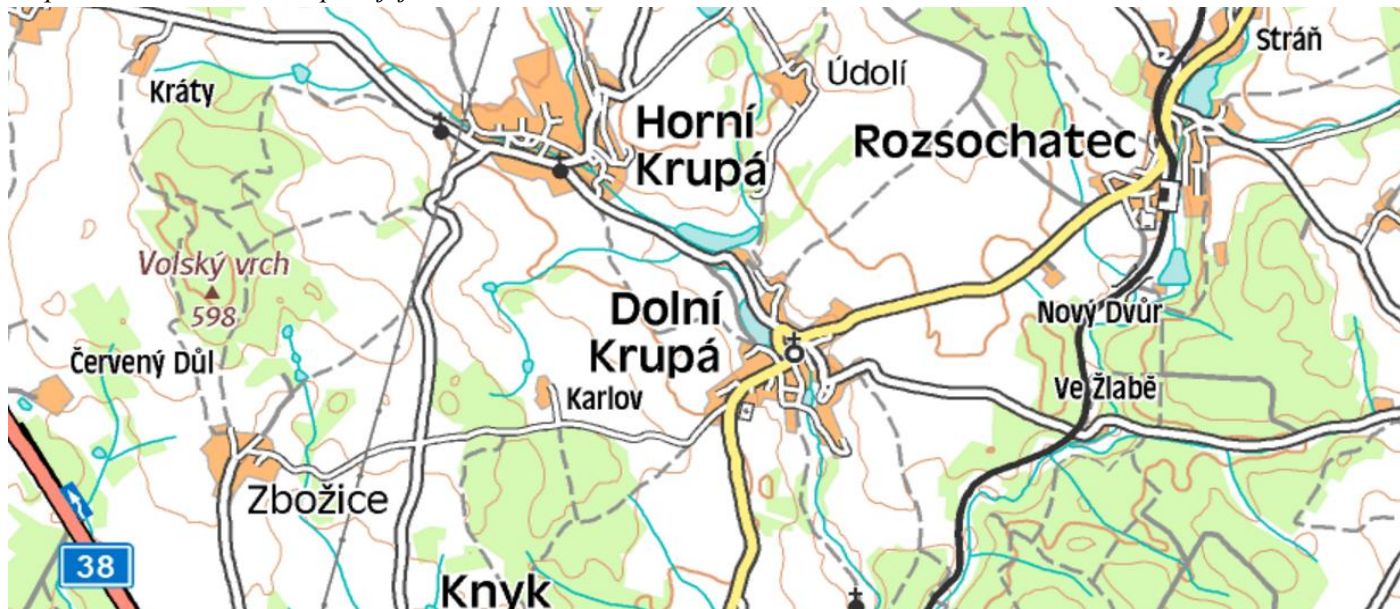 Stráň
Kráty
Údolí
Horní
Krupá
Rozsochatec
Volský vrch
598
Dolní
Krupá
Nový Dvůr
Červený Důl
Karlov
Ve Žlabě
Zbožice
38
Knyk